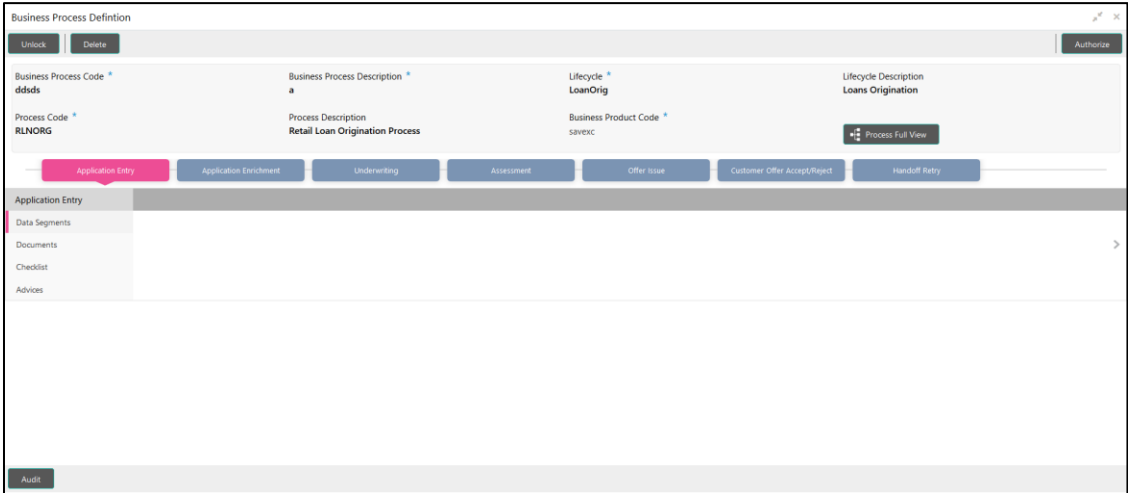 Business Process Defintion
Unlock Delete Authorize
Business Process Code * Business Process Description * Lifecycle * Lifecycle Description
ddsds a LoanOrig Loans Origination
Process Code * Process Description Business Product Code *
RLNORG Retail Loan Origination Process savexc Process Full View
Application Entry Application Enrichment Underwriting Assessment Offer Issue Customer Offer Accept/Reject Handoff Retry
Application Entry
Data Segments
Documents
Checklist
Advices
Audit